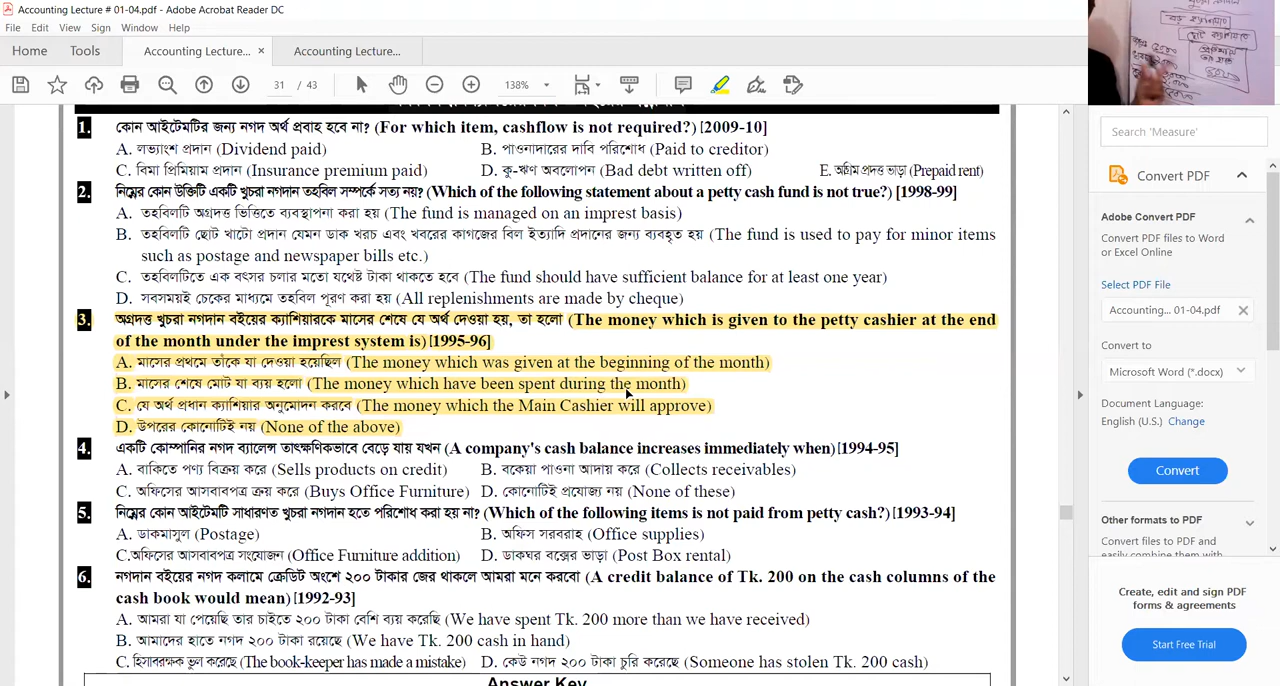 Accounting Lecture # 01-04.pdf - Adobe Acrobat Reader DC
File Edit View Sign Window Help
Home Tools Accounting Lecture... × Accounting Lecture...
31 / 43 138%
1. কোন আইটেমটির জন্য নগদ অর্থ প্রবাহ হবে না? (For which item, cashflow is not required?) [2009-10]
A. লভ্যাংশ প্রদান (Dividend paid) B. পাওনাদারের দাবি পরিশোধ (Paid to creditor)
C. বিমা প্রিমিয়াম প্রদান (Insurance premium paid) D. কু-ঋণ অবলোপন (Bad debt written off) E. অগ্রিম প্রদত্ত ভাড়া (Prepaid rent)
2. নিম্নের কোন উক্তিটি একটি খুচরা নগদান তহবিল সম্পর্কে সত্য নয়? (Which of the following statement about a petty cash fund is not true?) [1998-99]
A. তহবিলটি অগ্রদত্ত ভিত্তিতে ব্যবস্থাপনা করা হয় (The fund is managed on an imprest basis)
B. তহবিলটি ছোট খাটো প্রদান যেমন ডাক খরচ এবং খবরের কাগজের বিল ইত্যাদি প্রদানের জন্য ব্যবহৃত হয় (The fund is used to pay for minor items
such as postage and newspaper bills etc.)
C. তহবিলটিতে এক বৎসর চলার মতো যথেষ্ট টাকা থাকতে হবে (The fund should have sufficient balance for at least one year)
D. সবসময়ই চেকের মাধ্যমে তহবিল পূরণ করা হয় (All replenishments are made by cheque)
3. অগ্রদত্ত খুচরা নগদান বইয়ের ক্যাশিয়ারকে মাসের শেষে যে অর্থ দেওয়া হয়, তা হলো (The money which is given to the petty cashier at the end
of the month under the imprest system is) [1995-96]
A. মাসের প্রথমে তাঁকে যা দেওয়া হয়েছিল (The money which was given at the beginning of the month)
B. মাসের শেষে মোট যা ব্যয় হলো (The money which have been spent during the month)
C. যে অর্থ প্রধান ক্যাশিয়ার অনুমোদন করবে (The money which the Main Cashier will approve)
D. উপরের কোনোটিই নয় (None of the above)
4. একটি কোম্পানির নগদ ব্যালেন্স তাৎক্ষণিকভাবে বেড়ে যায় যখন (A company's cash balance increases immediately when) [1994-95]
A. বাকিতে পণ্য বিক্রয় করে (Sells products on credit) B. বকেয়া পাওনা আদায় করে (Collects receivables)
C. অফিসের আসবাবপত্র ক্রয় করে (Buys Office Furniture) D. কোনোটিই প্রযোজ্য নয় (None of these)
5. নিম্নের কোন আইটেমটি সাধারণত খুচরা নগদান হতে পরিশোধ করা হয় না? (Which of the following items is not paid from petty cash?) [1993-94]
A. ডাকমাসুল (Postage) B. অফিস সরবরাহ (Office supplies)
C.অফিসের আসবাবপত্র সংযোজন (Office Furniture addition) D. ডাকঘর বক্সের ভাড়া (Post Box rental)
6. নগদান বইয়ের নগদ কলামে ক্রেডিট অংশে ২০০ টাকার জের থাকলে আমরা মনে করবো (A credit balance of Tk. 200 on the cash columns of the
cash book would mean) [1992-93]
A. আমরা যা পেয়েছি তার চাইতে ২০০ টাকা বেশি ব্যয় করেছি (We have spent Tk. 200 more than we have received)
B. আমাদের হাতে নগদ ২০০ টাকা রয়েছে (We have Tk. 200 cash in hand)
C. হিসাবরক্ষক ভুল করেছে (The book-keeper has made a mistake) D. কেউ নগদ ২০০ টাকা চুরি করেছে (Someone has stolen Tk. 200 cash)
Answer Key
Search 'Measure'
Convert PDF
Adobe Convert PDF
Convert PDF files to Word
or Excel Online
Select PDF File
Accounting... 01-04.pdf ×
Convert to
Microsoft Word (*.docx)
Document Language:
English (U.S.) Change
Convert
Other formats to PDF
Convert files to PDF and
easily combine them with
Create, edit and sign PDF
forms & agreements
Start Free Trial